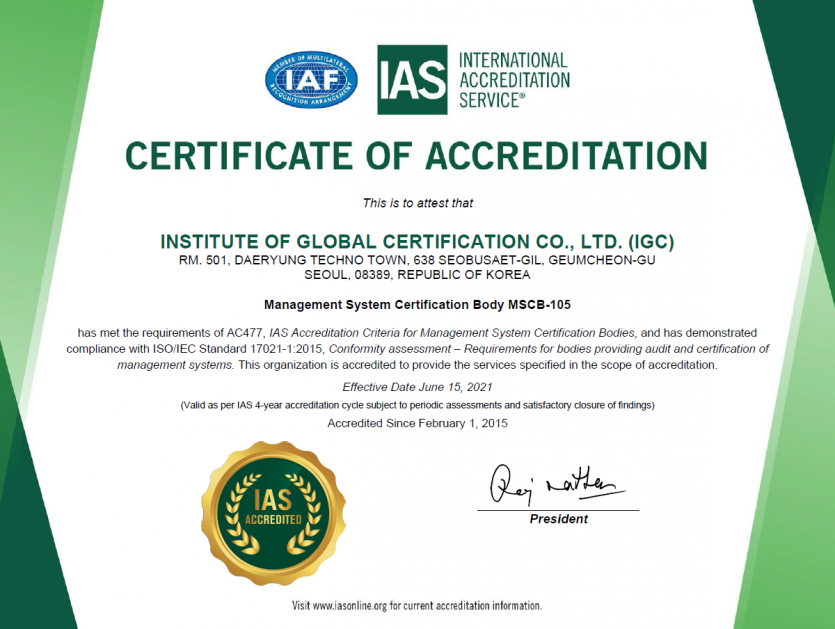 MEMBER OF MULTILATERAL
IAF
RECOGNITION ARRANGEMENT
IAS
INTERNATIONAL
ACCREDITATION
SERVICE®
CERTIFICATE OF ACCREDITATION
This is to attest that
INSTITUTE OF GLOBAL CERTIFICATION CO., LTD. (IGC)
RM. 501, DAERYUNG TECHNO TOWN, 638 SEOBUSAET-GIL, GEUMCHEON-GU
SEOUL, 08389, REPUBLIC OF KOREA
Management System Certification Body MSCB-105
has met the requirements of AC477, IAS Accreditation Criteria for Management System Certification Bodies, and has demonstrated
compliance with ISO/IEC Standard 17021-1:2015, Conformity assessment – Requirements for bodies providing audit and certification of
management systems. This organization is accredited to provide the services specified in the scope of accreditation.
Effective Date June 15, 2021
(Valid as per IAS 4-year accreditation cycle subject to periodic assessments and satisfactory closure of findings)
Accredited Since February 1, 2015
IAS
ACCREDITED
Raj Nathan
President
Visit www.iasonline.org for current accreditation information.